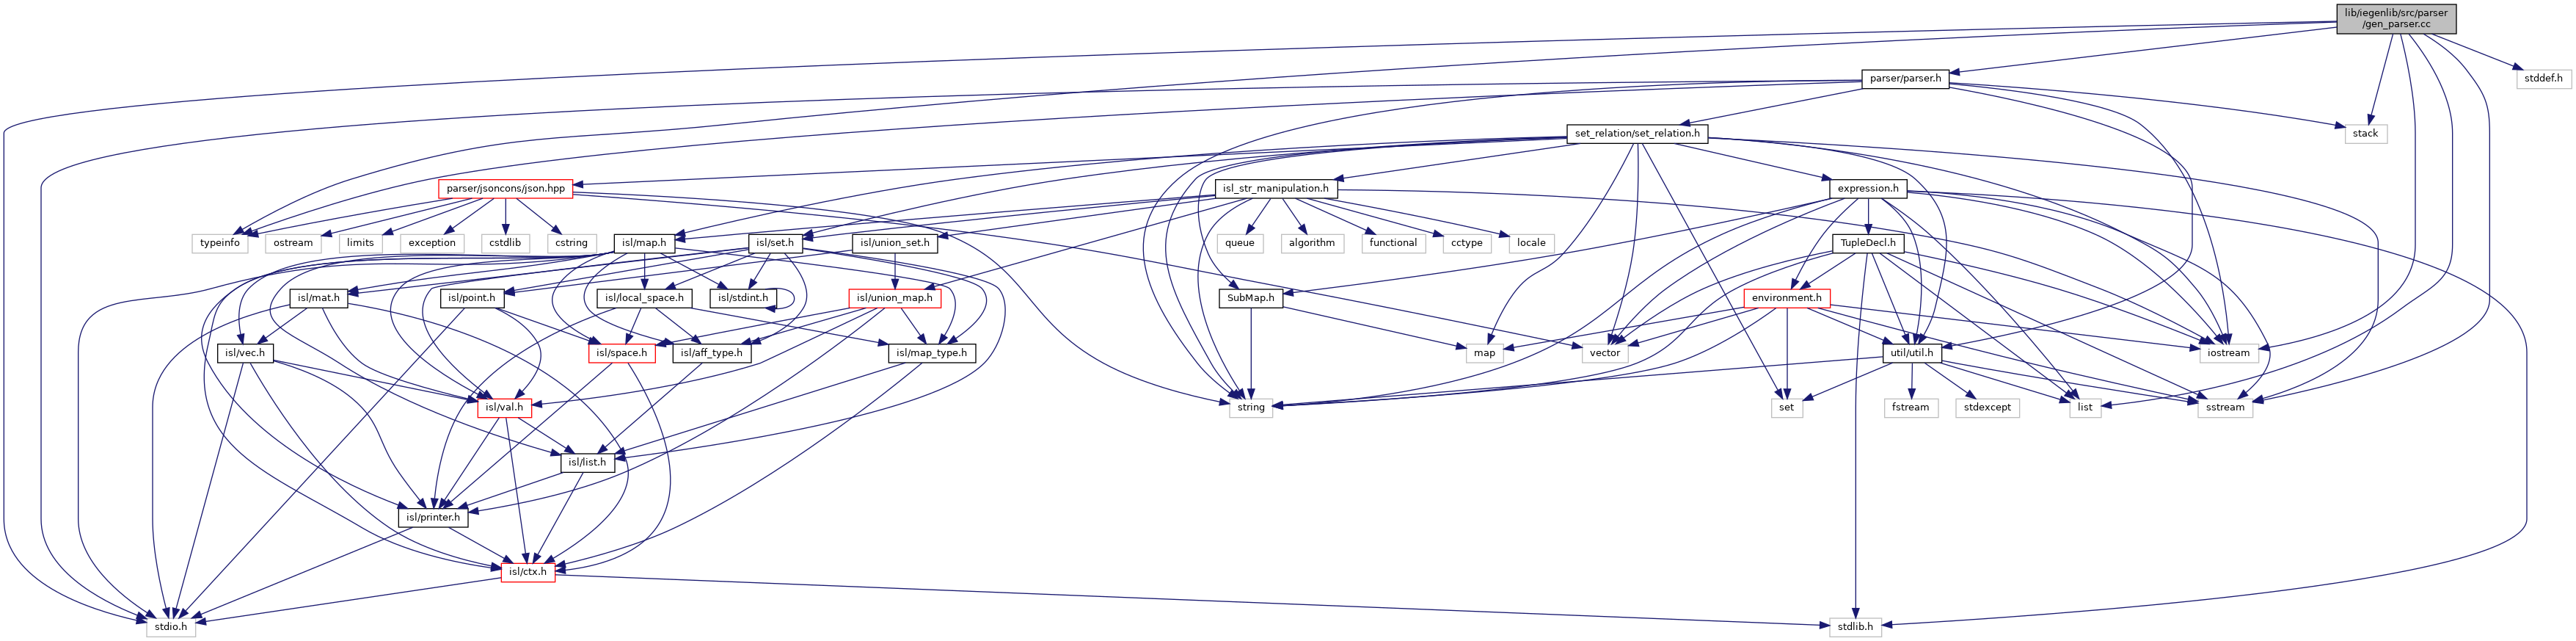 lib/iegenlib/src/parser
/gen_parser.cc
parser/parser.h
stddef.h
set_relation/set_relation.h
stack
parser/jsoncons/json.hpp
isl_str_manipulation.h
expression.h
typeinfo
ostream
limits
exception
cstdlib
cstring
isl/map.h
isl/set.h
isl/union_set.h
queue
algorithm
functional
cctype
locale
TupleDecl.h
isl/mat.h
isl/point.h
isl/local_space.h
isl/stdint.h
isl/union_map.h
SubMap.h
environment.h
isl/vec.h
isl/space.h
isl/aff_type.h
isl/map_type.h
map
vector
util/util.h
iostream
isl/val.h
string
set
fstream
stdexcept
list
sstream
isl/list.h
isl/printer.h
isl/ctx.h
stdio.h
stdlib.h